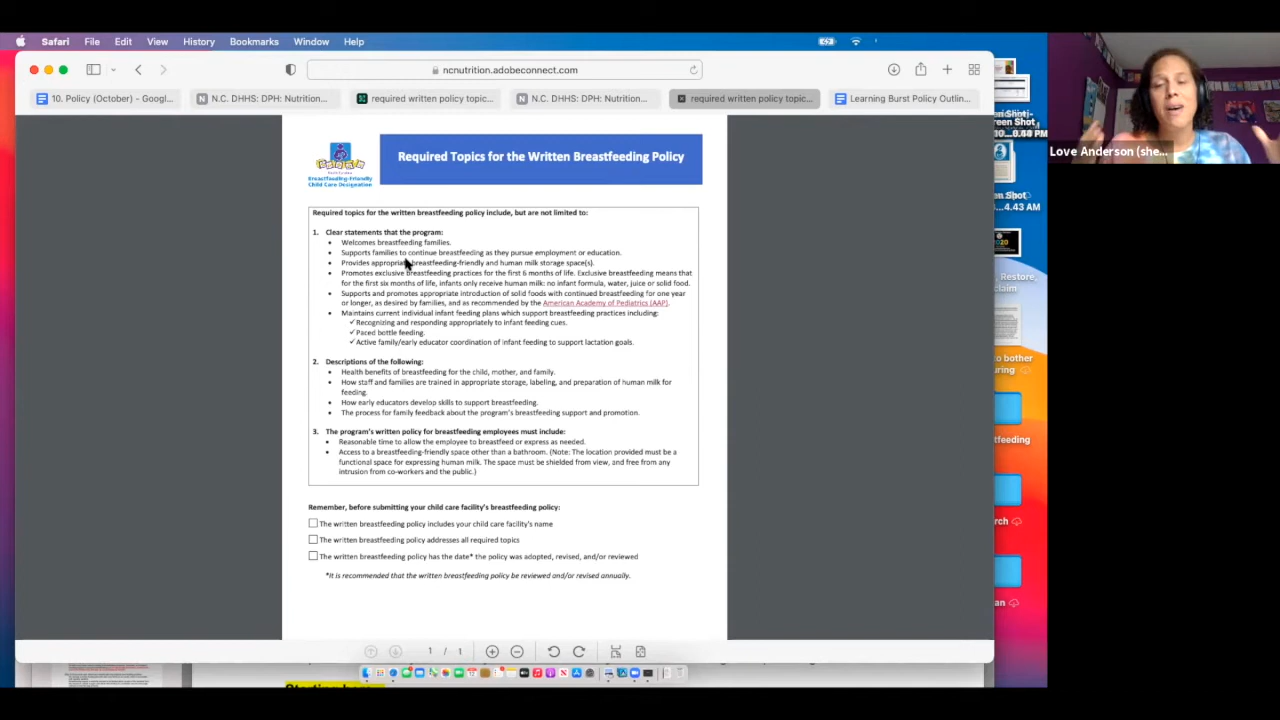 Safari File Edit View History Bookmarks Window Help
ncnutrition.adobeconnect.com
10. Policy (October) - Googl... N.C. DHHS: DPH: Nutrition... required written policy topic... N.C. DHHS: DPH: Nutrition... required written policy topic... Learning Burst Policy Outlin...
Breastfeeding-Friendly
Child Care Designation
Required Topics for the Written Breastfeeding Policy
Required topics for the written breastfeeding policy include, but are not limited to:
1. Clear statements that the program:
• Welcomes breastfeeding families.
• Supports families to continue breastfeeding as they pursue employment or education.
• Provides appropriate breastfeeding-friendly and human milk storage space(s).
• Promotes exclusive breastfeeding practices for the first 6 months of life. Exclusive breastfeeding means that
for the first six months of life, infants only receive human milk: no infant formula, water, juice or solid food.
• Supports and promotes appropriate introduction of solid foods with continued breastfeeding for one year
or longer, as desired by families, and as recommended by the American Academy of Pediatrics (AAP).
• Maintains current individual infant feeding plans which support breastfeeding practices including:
✓Recognizing and responding appropriately to infant feeding cues.
✓Paced bottle feeding.
✓Active family/early educator coordination of infant feeding to support lactation goals.
2. Descriptions of the following:
• Health benefits of breastfeeding for the child, mother, and family.
• How staff and families are trained in appropriate storage, labeling, and preparation of human milk for
feeding.
• How early educators develop skills to support breastfeeding.
• The process for family feedback about the program's breastfeeding support and promotion.
3. The program's written policy for breastfeeding employees must include:
• Reasonable time to allow the employee to breastfeed or express as needed.
• Access to a breastfeeding-friendly space other than a bathroom. (Note: The location provided must be a
functional space for expressing human milk. The space must be shielded from view, and free from any
intrusion from co-workers and the public.)
Remember, before submitting your child care facility's breastfeeding policy:
The written breastfeeding policy includes your child care facility's name
The written breastfeeding policy addresses all required topics
The written breastfeeding policy has the date* the policy was adopted, revised, and/or reviewed
*It is recommended that the written breastfeeding policy be reviewed and/or revised annually.
1 / 1
Love Anderson (she...
een Shot
...4.43 AM
, Restore,
claim
to bother
uring
feeding
rch
an